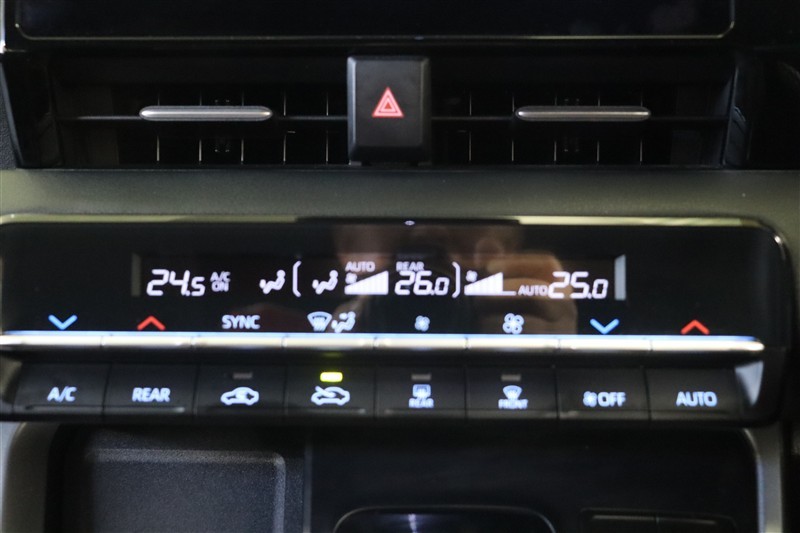 24.5 A/C ON AUTO REAR 26.0 AUTO 25.0
SYNC
A/C REAR REAR FRONT OFF AUTO